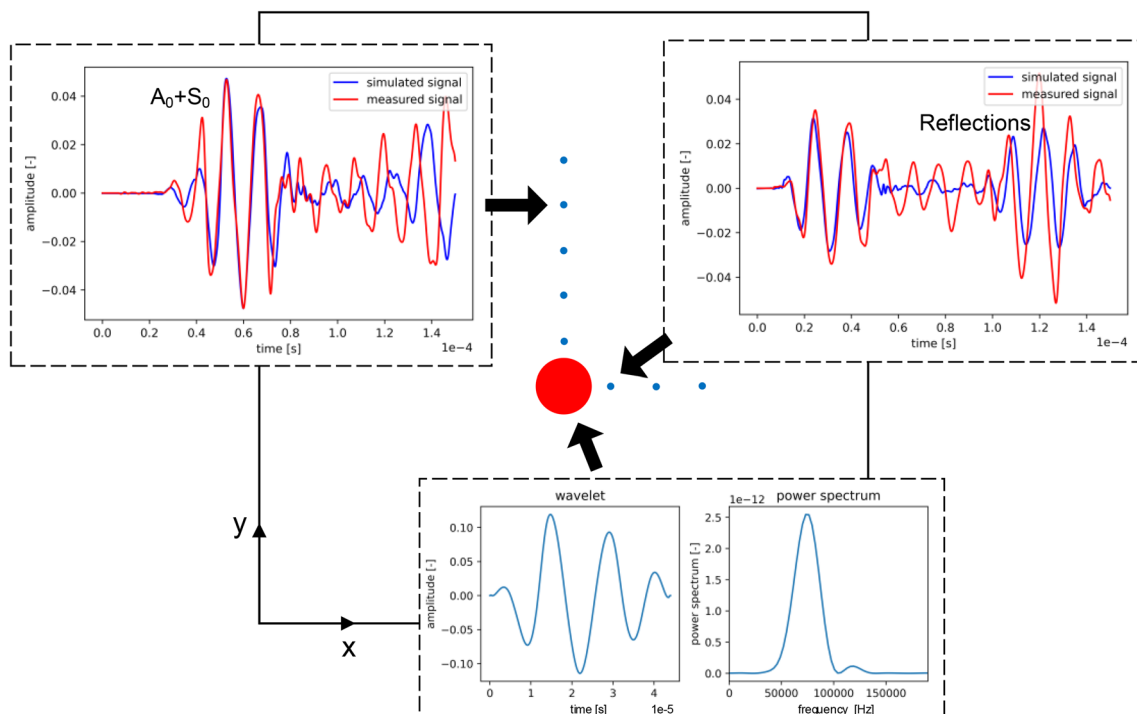 simulated signal
measured signal
A₀+S₀
amplitude [-]
0.04
0.02
0.00
−0.02
−0.04
0.0 0.2 0.4 0.6 0.8 1.0 1.2 1.4
1e−4
time [s]
simulated signal
measured signal
Reflections
amplitude [-]
0.04
0.02
0.00
−0.02
−0.04
0.0 0.2 0.4 0.6 0.8 1.0 1.2 1.4
1e−4
time [s]
y
x
wavelet
amplitude [-]
0.10
0.05
0.00
−0.05
−0.10
0 1 2 3 4
time [s]
1e-5
power spectrum
1e−12
power spectrum [-]
2.5
2.0
1.5
1.0
0.5
0.0
0 50000 100000 150000
frequency [Hz]